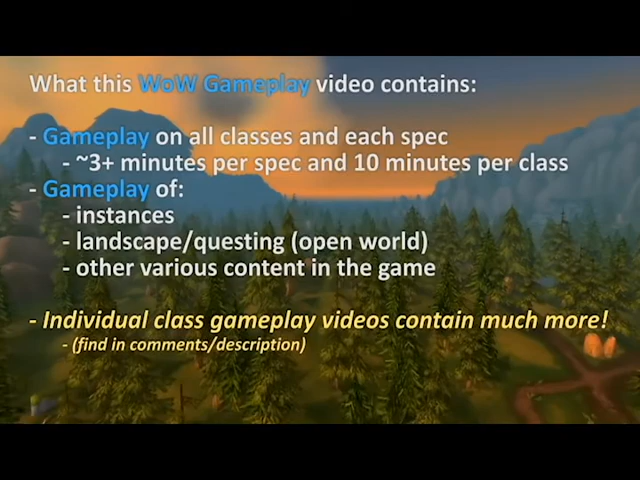 What this WoW Gameplay video contains:
- Gameplay on all classes and each spec
- ~3+ minutes per spec and 10 minutes per class
- Gameplay of:
- instances
- landscape/questing (open world)
- other various content in the game
- Individual class gameplay videos contain much more!
- (find in comments/description)